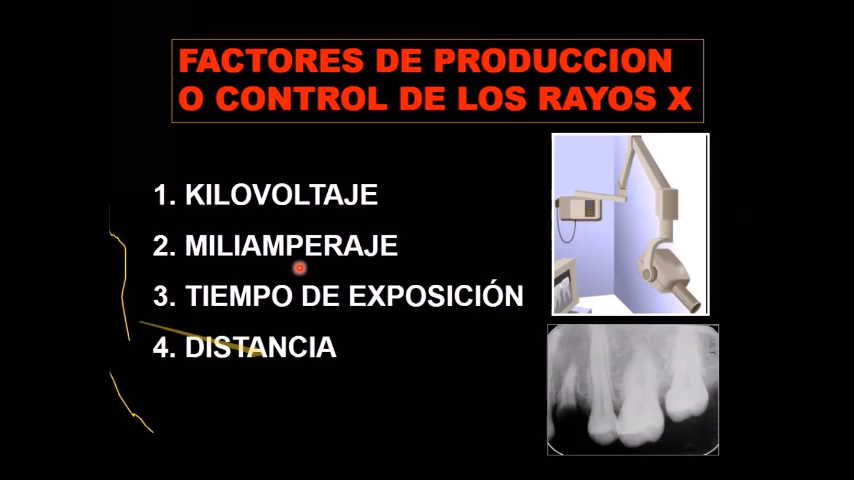 FACTORES DE PRODUCCION
O CONTROL DE LOS RAYOS X
1. KILOVOLTAJE
2. MILIAMPERAJE
3. TIEMPO DE EXPOSICIÓN
4. DISTANCIA